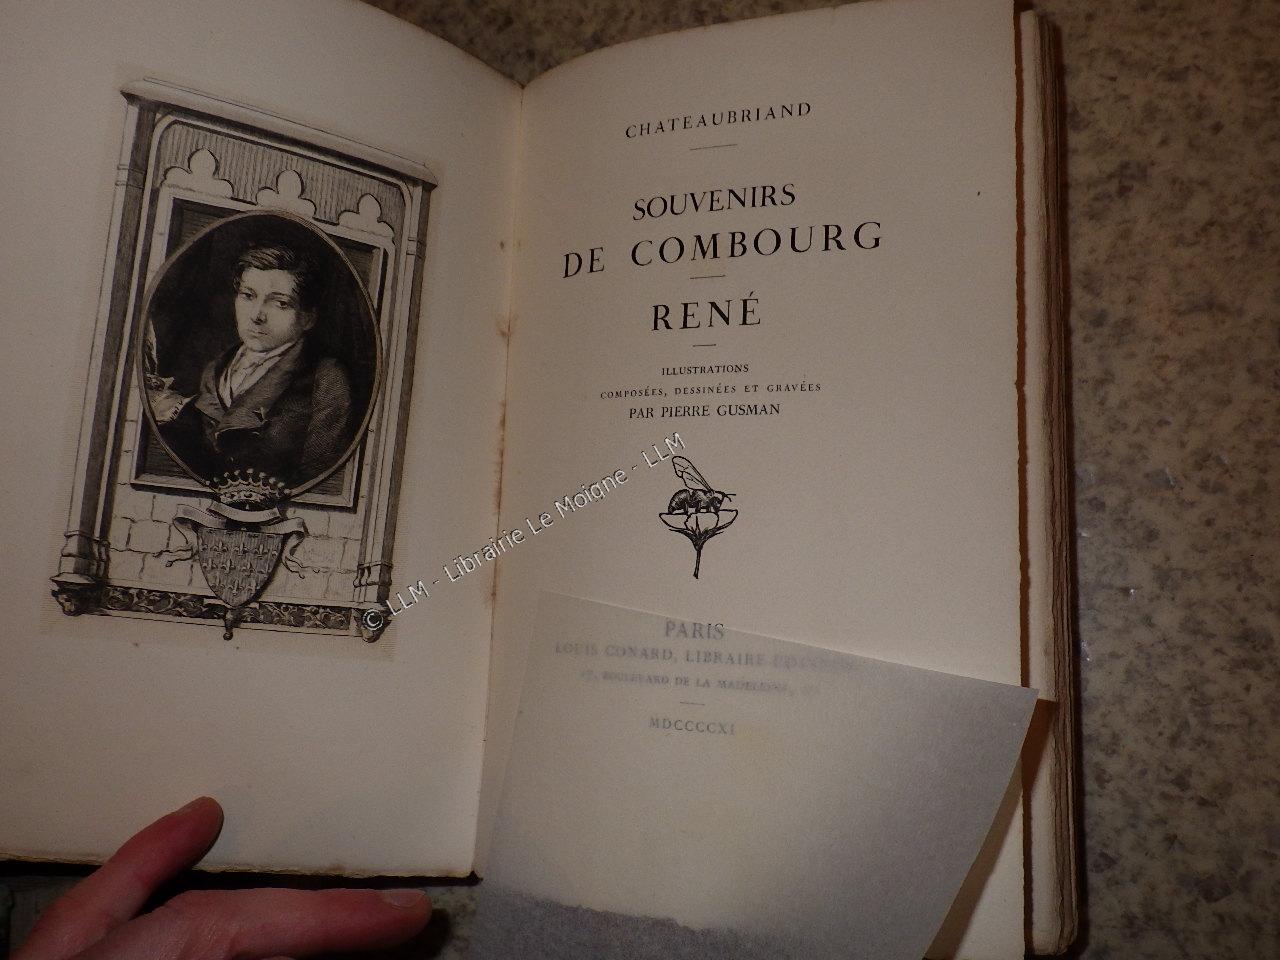 CHATEAUBRIAND
SOUVENIRS
DE COMBOURG
RENÉ
ILLUSTRATIONS
COMPOSÉES, DESSINÉES ET GRAVÉES
PAR PIERRE GUSMAN
© LLM - Librairie Le Moigne - LLM
PARIS
LOUIS CONARD, LIBRAIRE
BOULEVARD DE LA MADELEINE,
MDCCCCXI